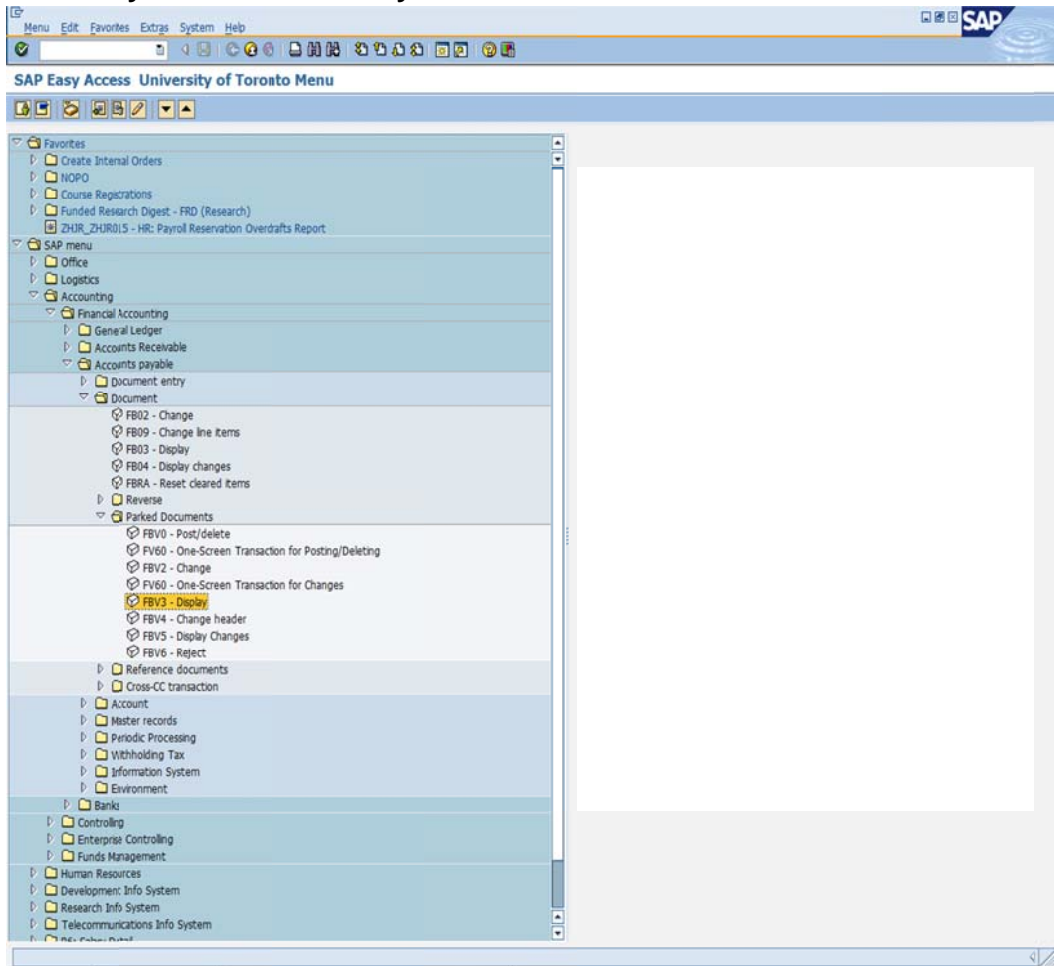 Menu Edit Favorites Extras System Help
SAP
SAP Easy Access University of Toronto Menu
Favorites
Create Internal Orders
NOPO
Course Registrations
Funded Research Digest - FRD (Research)
ZHJR_ZHJR015 - HR: Payroll Reservation Overdrafts Report
SAP menu
Office
Logistics
Accounting
Financial Accounting
General Ledger
Accounts Receivable
Accounts payable
Document entry
Document
FB02 - Change
FB09 - Change line items
FB03 - Display
FB04 - Display changes
FBRA - Reset cleared items
Reverse
Parked Documents
FBV0 - Post/delete
FV60 - One-Screen Transaction for Posting/Deleting
FBV2 - Change
FV60 - One-Screen Transaction for Changes
FBV3 - Display
FBV4 - Change header
FBV5 - Display Changes
FBV6 - Reject
Reference documents
Cross-CC transaction
Account
Master records
Periodic Processing
Withholding Tax
Information System
Environment
Banks
Controlling
Enterprise Controlling
Funds Management
Human Resources
Development Info System
Research Info System
Telecommunications Info System